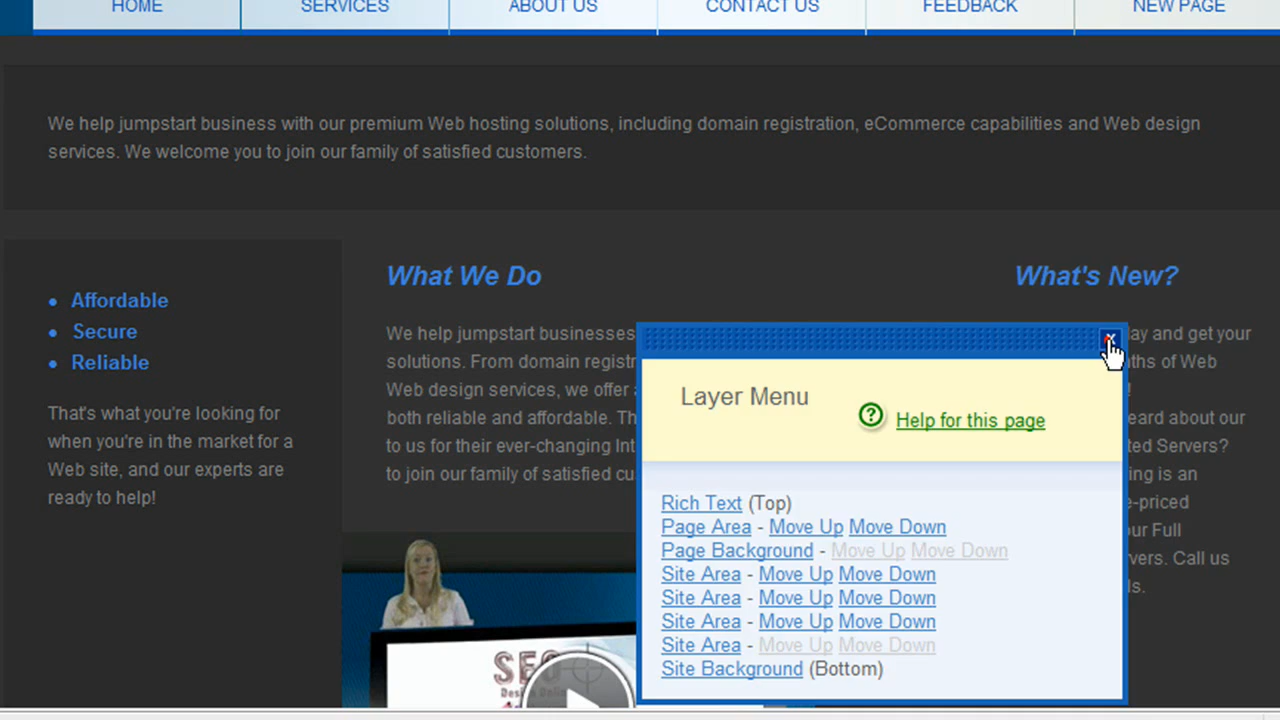 HOME SERVICES ABOUT US CONTACT US FEEDBACK NEW PAGE
We help jumpstart business with our premium Web hosting solutions, including domain registration, eCommerce capabilities and Web design
services. We welcome you to join our family of satisfied customers.
Affordable
Secure
Reliable
That's what you're looking for
when you're in the market for a
Web site, and our experts are
ready to help!
What We Do
We help jumpstart businesses
solutions. From domain registr
Web design services, we offer
both reliable and affordable. Th
to us for their ever-changing Int
to join our family of satisfied cu
SEO
What's New?
ay and get your
ths of Web
!
eard about our
ted Servers?
ing is an
e-priced
our Full
vers. Call us
ls.
x
Layer Menu
? Help for this page
Rich Text (Top)
Page Area - Move Up Move Down
Page Background - Move Up Move Down
Site Area - Move Up Move Down
Site Area - Move Up Move Down
Site Area - Move Up Move Down
Site Area - Move Up Move Down
Site Background (Bottom)